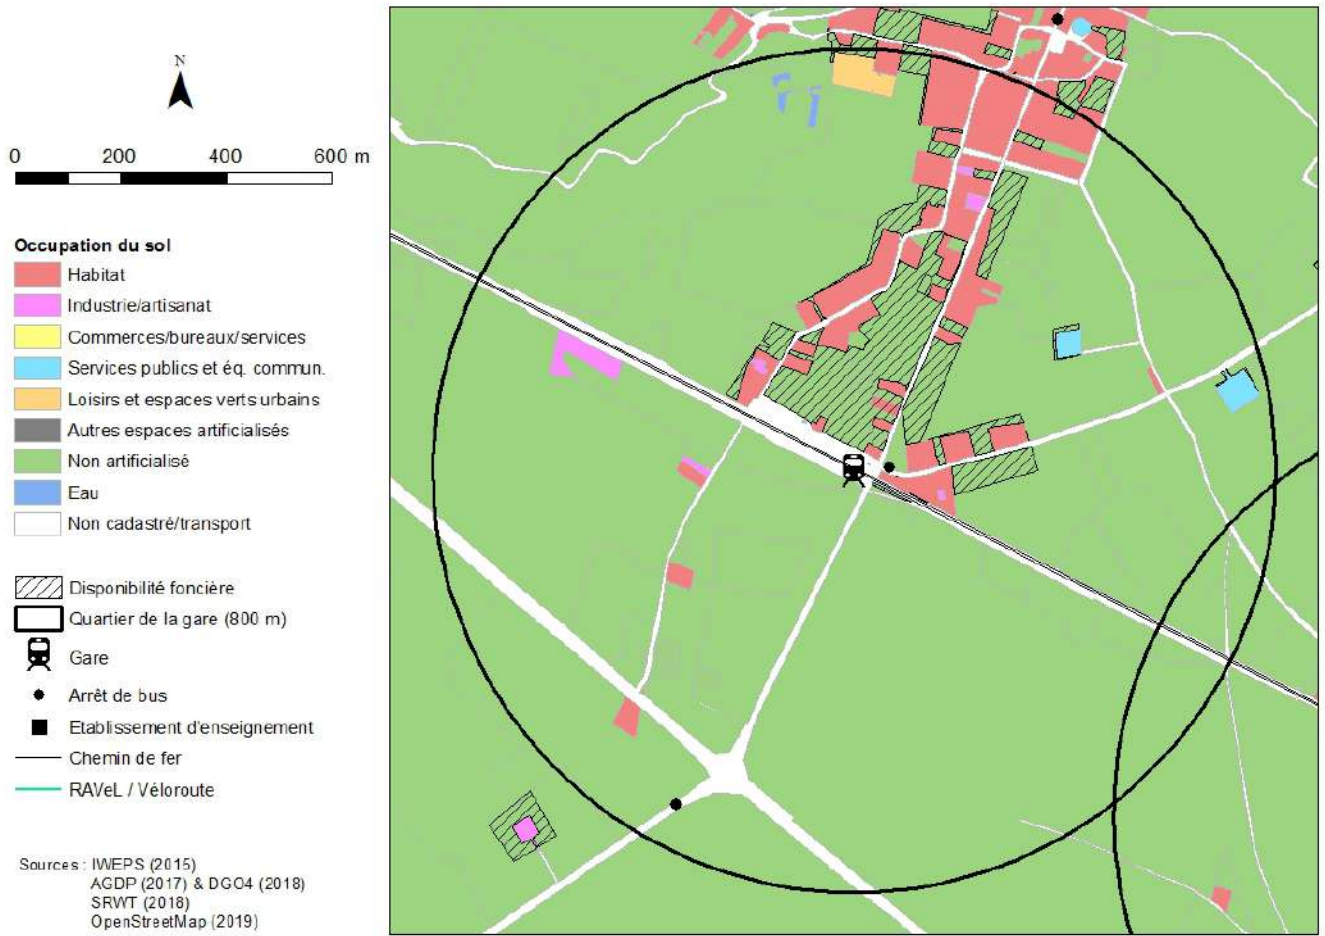 N
0 200 400 600 m
Occupation du sol
Habitat
Industrie/artisanat
Commerces/bureaux/services
Services publics et éq. commun.
Loisirs et espaces verts urbains
Autres espaces artificialisés
Non artificialisé
Eau
Non cadastré/transport
Disponibilité foncière
Quartier de la gare (800 m)
Gare
Arrêt de bus
Etablissement d'enseignement
Chemin de fer
RAVeL / Véloroute
Sources : IWEPS (2015)
AGDP (2017) & DGO4 (2018)
SRWT (2018)
OpenStreetMap (2019)